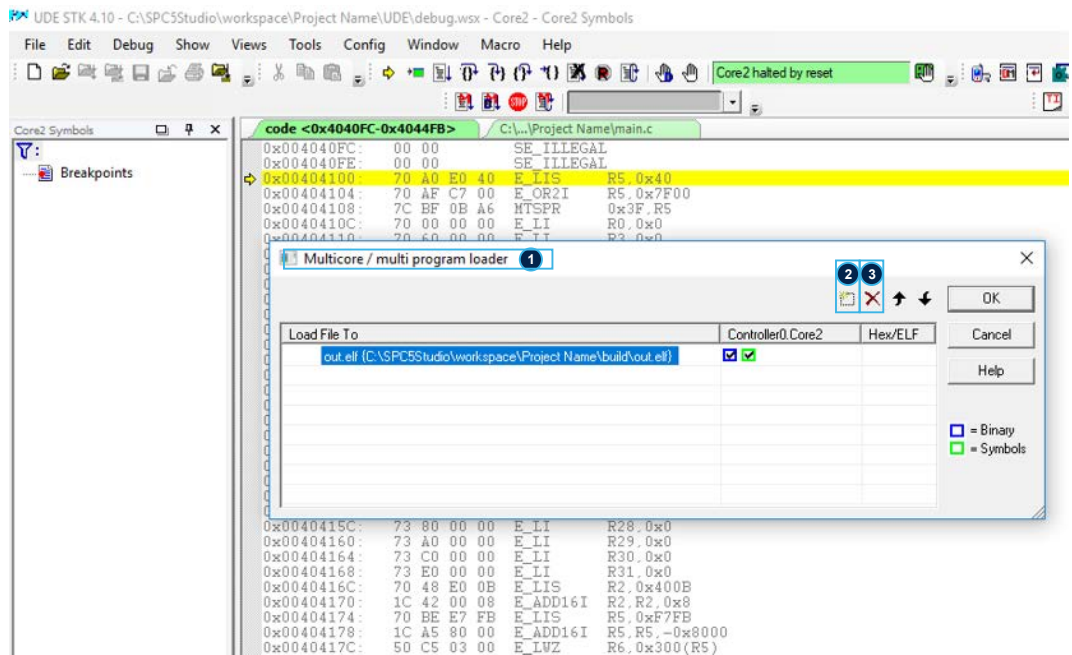 UDE STK 4.10 - C:\SPC5Studio\workspace\Project Name\UDE\debug.wsx - Core2 - Core2 Symbols
File Edit Debug Show Views Tools Config Window Macro Help
Core2 halted by reset
STOP
Core2 Symbols
code <0x4040FC-0x4044FB>
C:\...\Project Name\main.c
Breakpoints
0x004040FC: 00 00 SE_ILLEGAL
0x004040FE: 00 00 SE_ILLEGAL
0x00404100: 70 A0 E0 40 E_LIS R5,0x40
0x00404104: 70 AF C7 00 E_OR2I R5,0x7F00
0x00404108: 7C BF 0B A6 MTSPR 0x3F,R5
0x0040410C: 70 00 00 00 E_LI R0,0x0
0x00404110: 70 60 00 00 E_LI R3,0x0
Multicore / multi program loader 1
2 3
OK
Load File To Controller0.Core2 Hex/ELF
Cancel
out.elf {C:\SPC5Studio\workspace\Project Name\build\out.elf}
Help
= Binary
= Symbols
0x0040415C: 73 80 00 00 E_LI R28,0x0
0x00404160: 73 A0 00 00 E_LI R29,0x0
0x00404164: 73 C0 00 00 E_LI R30,0x0
0x00404168: 73 E0 00 00 E_LI R31,0x0
0x0040416C: 70 48 E0 0B E_LIS R2,0x400B
0x00404170: 1C 42 00 08 E_ADD16I R2,R2,0x8
0x00404174: 70 BE E7 FB E_LIS R5,0xF7FB
0x00404178: 1C A5 80 00 E_ADD16I R5,R5,-0x8000
0x0040417C: 50 C5 03 00 E_LWZ R6,0x300(R5)